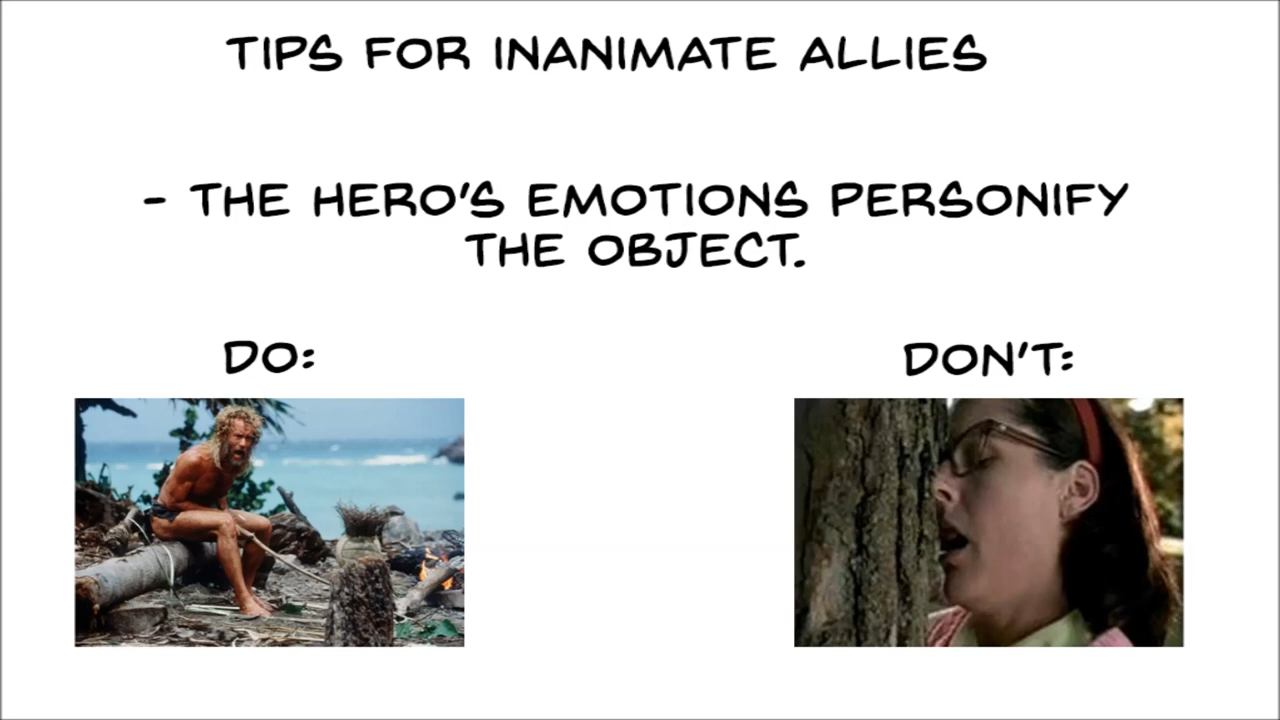 TIPS FOR INANIMATE ALLIES
- THE HERO'S EMOTIONS PERSONIFY
THE OBJECT.
DO:
DON'T: